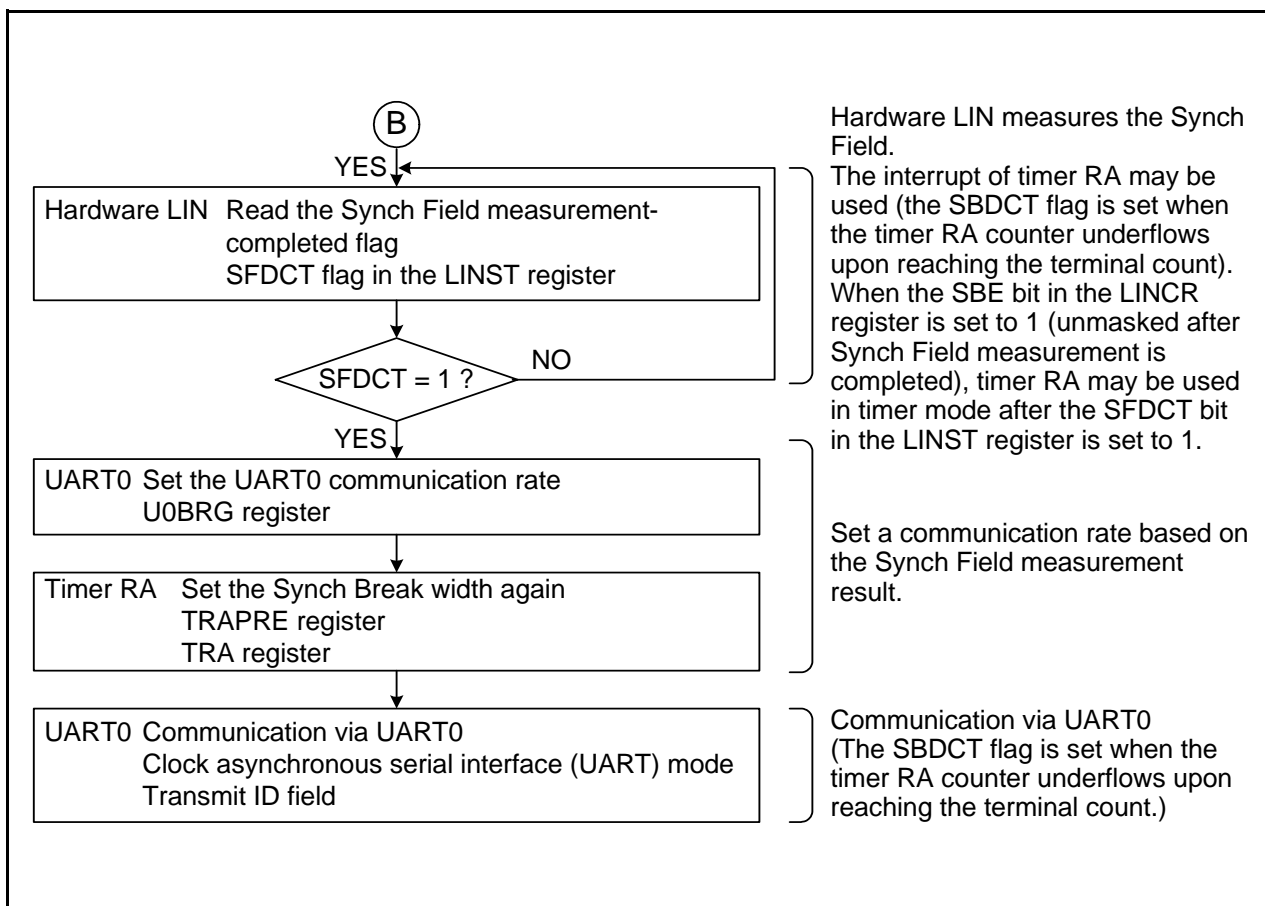 B
YES
Hardware LIN Read the Synch Field measurement-
completed flag
SFDCT flag in the LINST register
SFDCT = 1 ?
NO
YES
UART0 Set the UART0 communication rate
U0BRG register
Timer RA Set the Synch Break width again
TRAPRE register
TRA register
UART0 Communication via UART0
Clock asynchronous serial interface (UART) mode
Transmit ID field
Hardware LIN measures the Synch
Field.
The interrupt of timer RA may be
used (the SBDCT flag is set when
the timer RA counter underflows
upon reaching the terminal count).
When the SBE bit in the LINCR
register is set to 1 (unmasked after
Synch Field measurement is
completed), timer RA may be used
in timer mode after the SFDCT bit
in the LINST register is set to 1.
Set a communication rate based on
the Synch Field measurement
result.
Communication via UART0
(The SBDCT flag is set when the
timer RA counter underflows upon
reaching the terminal count.)